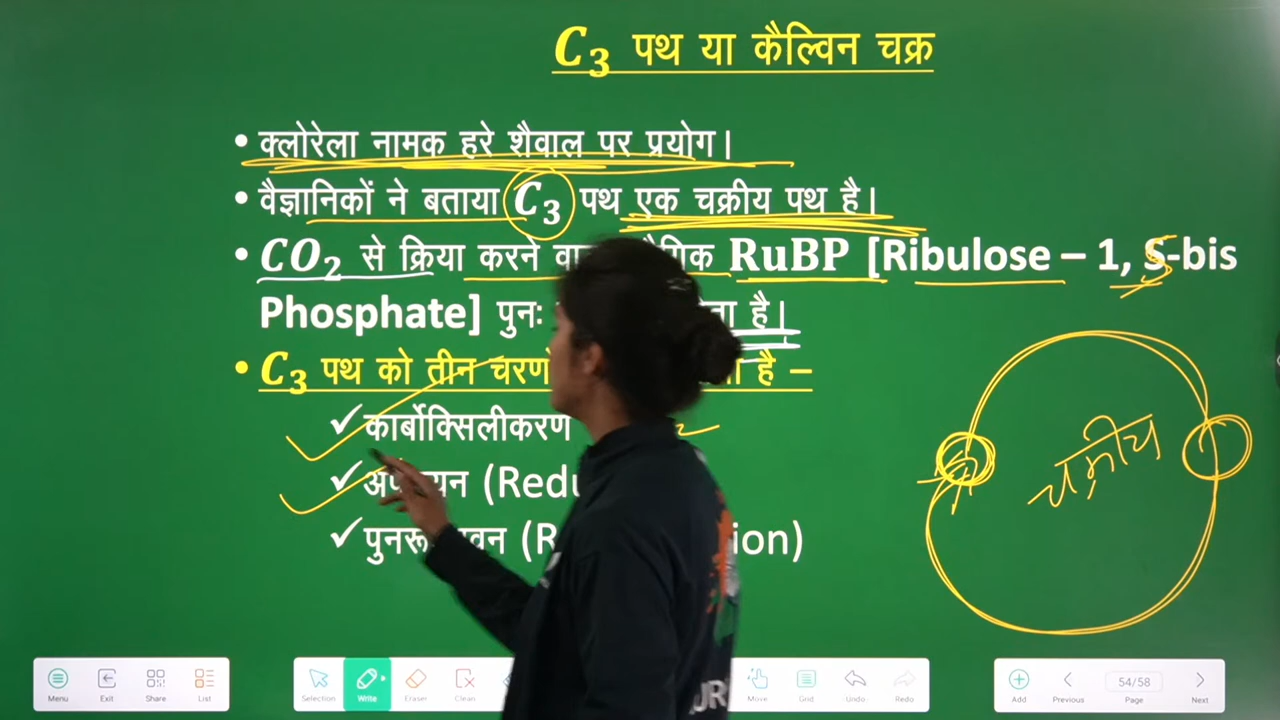 C₃ पथ या कैल्विन चक्र
• क्लोरेला नामक हरे शैवाल पर प्रयोग।
• वैज्ञानिकों ने बताया C₃ पथ एक चक्रीय पथ है।
• CO₂ से क्रिया करने RuBP [Ribulose – 1, 5-bis
Phosphate] पुनः है।
• C₃ पथ को तीन है –
✓ कार्बोक्सिलीकरण
✓ (Redu
✓ ion)
चक्रीय
Menu Exit Share List Selection Write Eraser Clean Move Grid Undo Redo Add Previous 54/58 Page Next